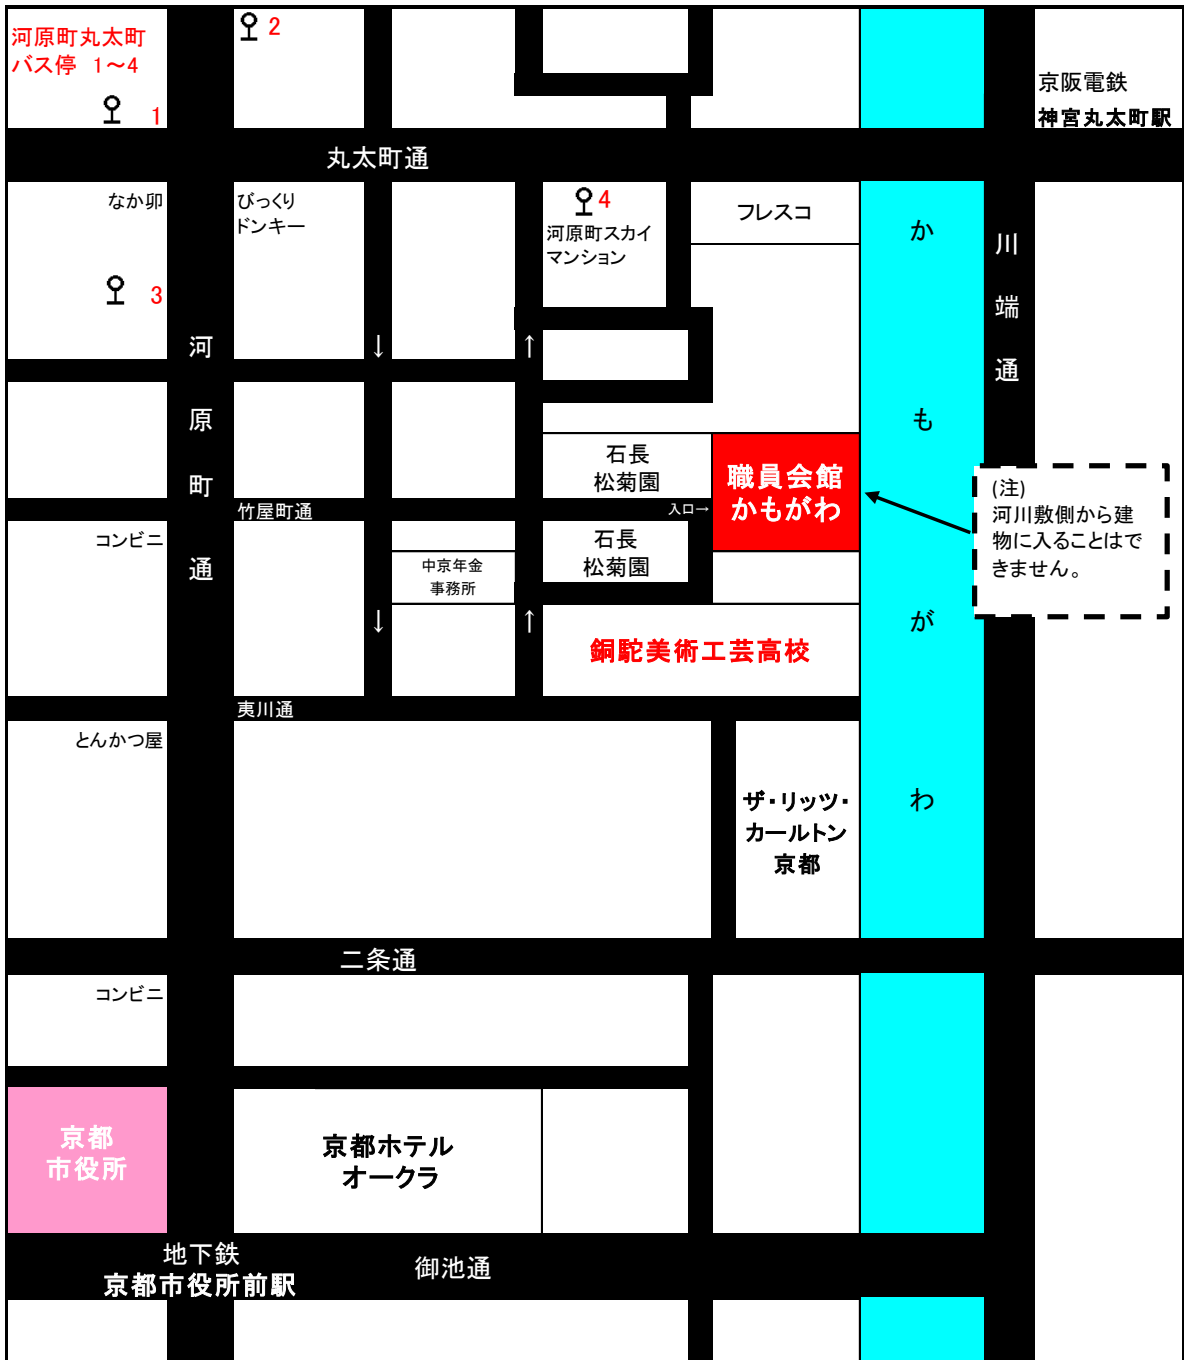 河原町丸太町
バス停 1～4
1
2
京阪電鉄
神宮丸太町駅
丸太町通
なか卯
3
びっくり
ドンキー
4
河原町スカイ
マンション
フレスコ
かもがわ
川端通
河原町通
↓
↑
石長
松菊園
職員会館
かもがわ
(注)
河川敷側から建
物に入ることはで
きません。
竹屋町通
入口→
コンビニ
中京年金
事務所
石長
松菊園
↓
↑
銅駝美術工芸高校
夷川通
とんかつ屋
ザ・リッツ・
カールトン
京都
二条通
コンビニ
京都
市役所
京都ホテル
オークラ
地下鉄
京都市役所前駅
御池通